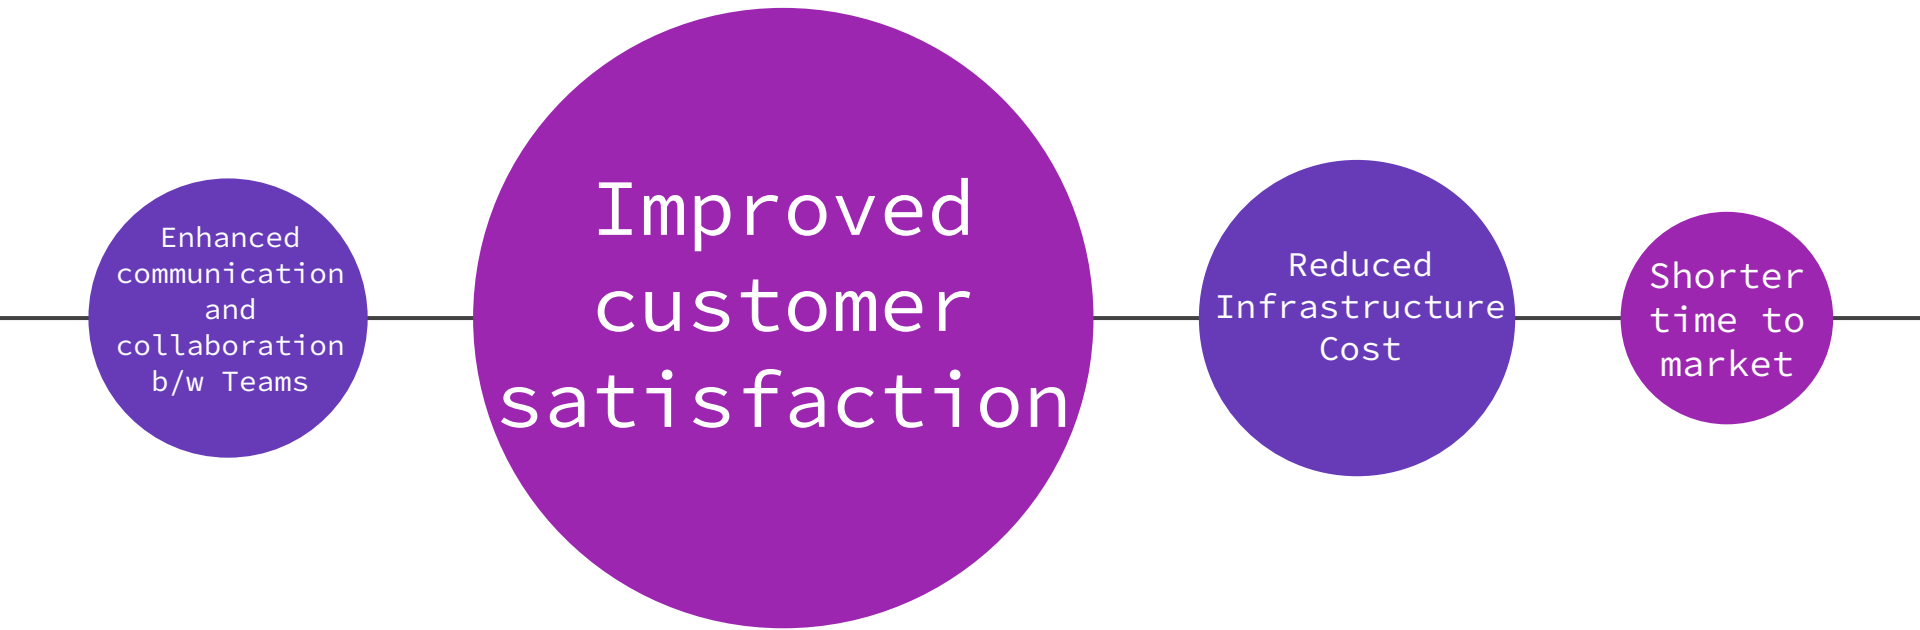 Enhanced
communication
and
collaboration
b/w Teams
Improved
customer
satisfaction
Reduced
Infrastructure
Cost
Shorter
time to
market